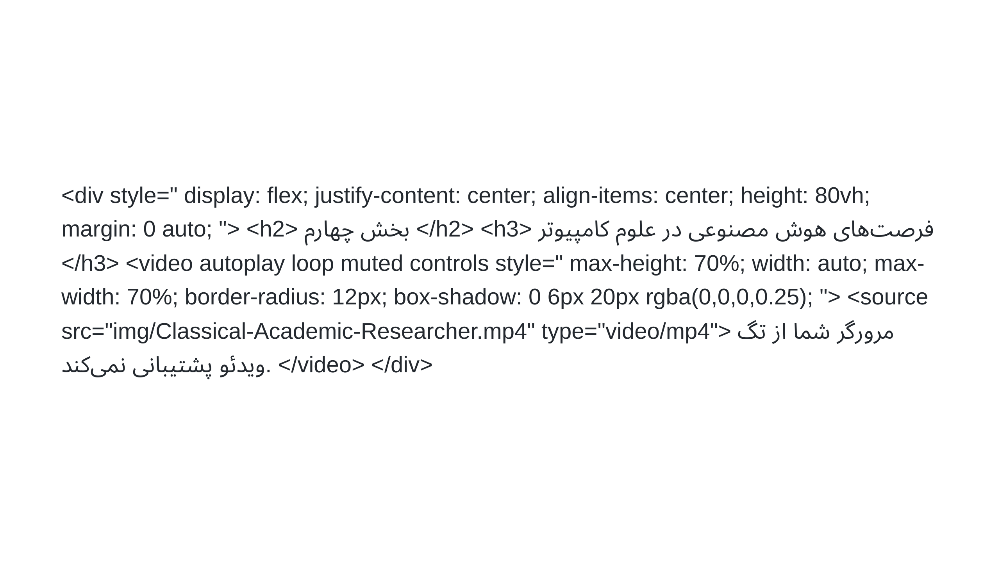 <div style=" display: flex; justify-content: center; align-items: center; height: 80vh;
margin: 0 auto; "> <h2> بخش چهارم </h2> <h3> فرصت‌های هوش مصنوعی در علوم کامپیوتر
</h3> <video autoplay loop muted controls style=" max-height: 70%; width: auto; max-
width: 70%; border-radius: 12px; box-shadow: 0 6px 20px rgba(0,0,0,0.25); "> <source
src="img/Classical-Academic-Researcher.mp4" type="video/mp4"> مرورگر شما از تگ
ویدئو پشتیبانی نمی‌کند. </video> </div>